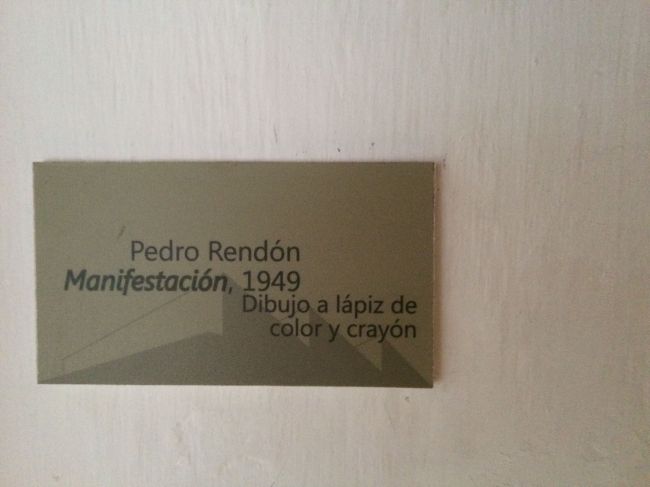 Pedro Rendón
Manifestación, 1949
Dibujo a lápiz de
color y crayón